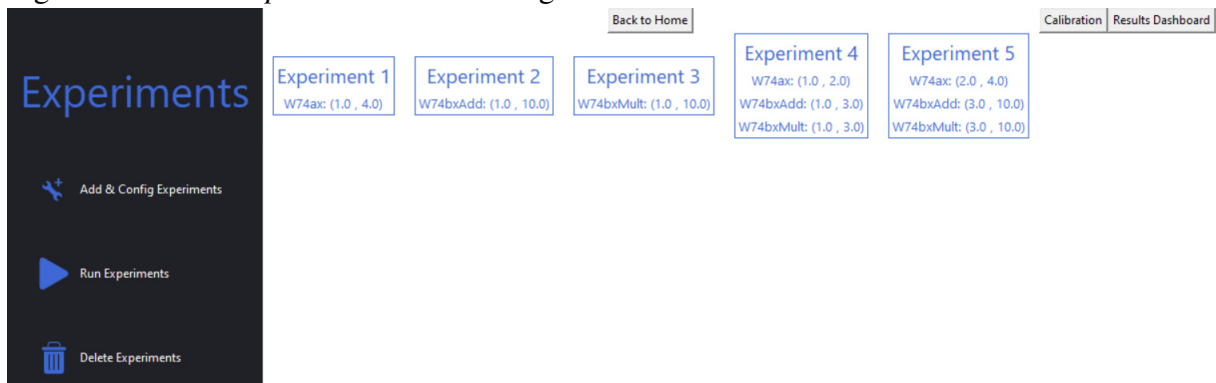 Back to Home
Calibration
Results Dashboard
Experiments
Add & Config Experiments
Run Experiments
Delete Experiments
Experiment 1
W74ax: (1.0 , 4.0)
Experiment 2
W74bxAdd: (1.0 , 10.0)
Experiment 3
W74bxMult: (1.0 , 10.0)
Experiment 4
W74ax: (1.0 , 2.0)
W74bxAdd: (1.0 , 3.0)
W74bxMult: (1.0 , 3.0)
Experiment 5
W74ax: (2.0 , 4.0)
W74bxAdd: (3.0 , 10.0)
W74bxMult: (3.0 , 10.0)